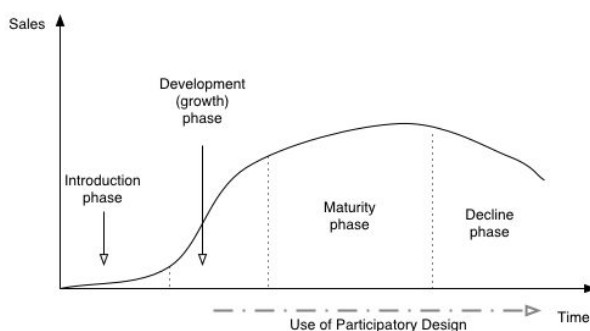 Sales
Development
(growth)
phase
Introduction
phase
Maturity
phase
Decline
phase
Time
Use of Participatory Design